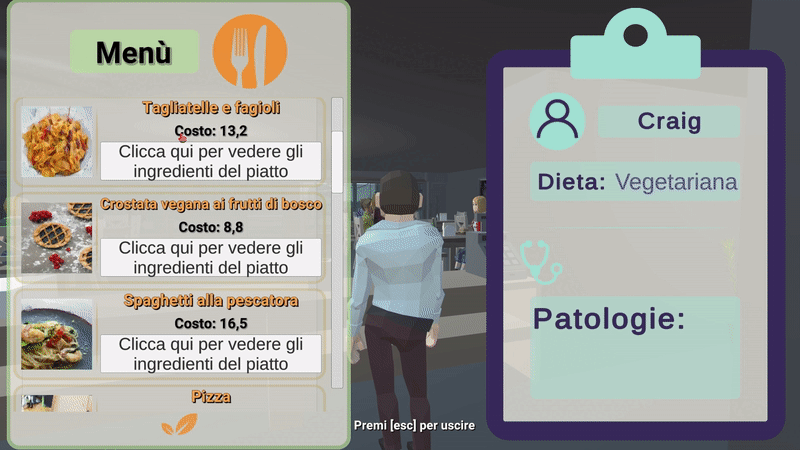 Menù
Tagliatelle e fagioli
Costo: 13,2
Clicca qui per vedere gli
ingredienti del piatto
Crostata vegana ai frutti di bosco
Costo: 8,8
Clicca qui per vedere gli
ingredienti del piatto
Spaghetti alla pescatora
Costo: 16,5
Clicca qui per vedere gli
ingredienti del piatto
Pizza
Premi [esc] per uscire
Craig
Dieta: Vegetariana
Patologie: